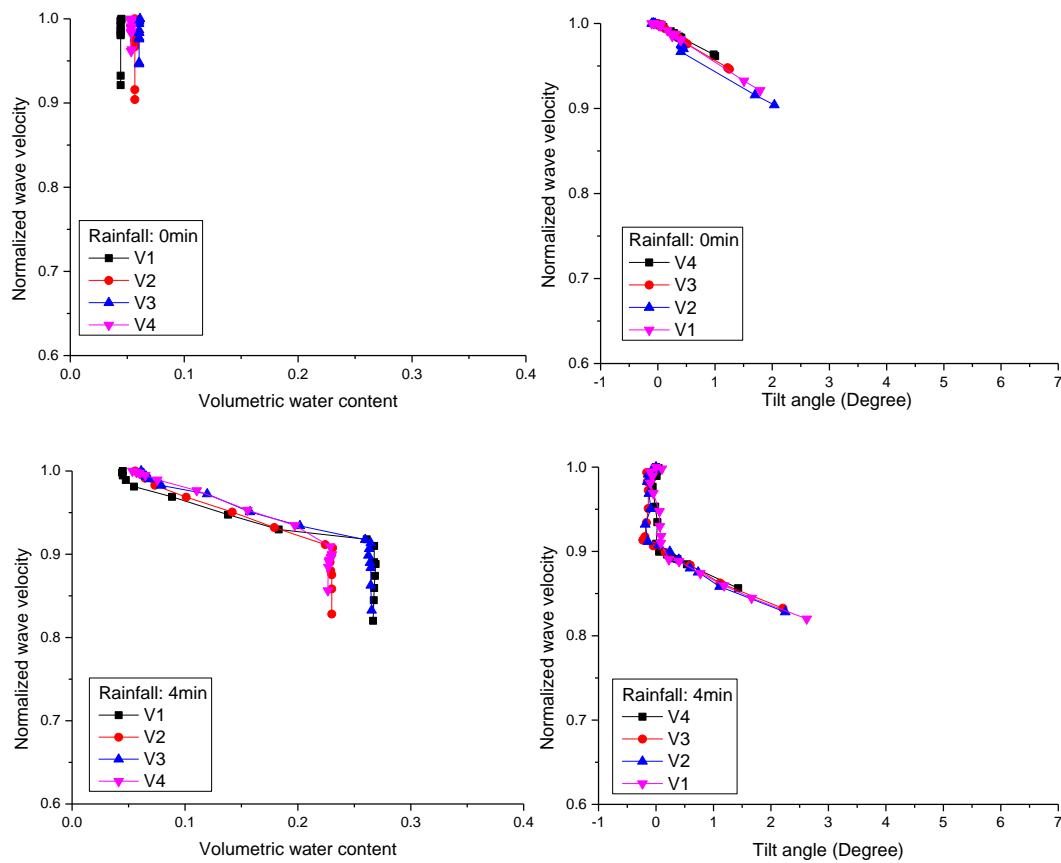 1.0
0.9
0.8
0.7
0.6
Normalized wave velocity
Rainfall: 0min
V1
V2
V3
V4
0.0 0.1 0.2 0.3 0.4
Volumetric water content
1.0
0.9
0.8
0.7
0.6
Normalized wave velocity
Rainfall: 0min
V4
V3
V2
V1
-1 0 1 2 3 4 5 6 7
Tilt angle (Degree)
1.0
0.9
0.8
0.7
0.6
Normalized wave velocity
Rainfall: 4min
V1
V2
V3
V4
0.0 0.1 0.2 0.3 0.4
Volumetric water content
1.0
0.9
0.8
0.7
0.6
Normalized wave velocity
Rainfall: 4min
V4
V3
V2
V1
-1 0 1 2 3 4 5 6 7
Tilt angle (Degree)